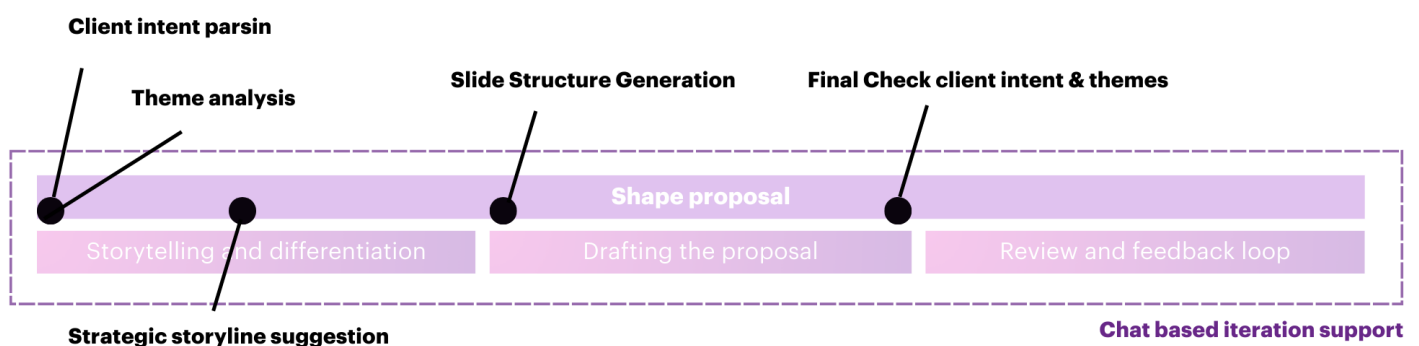 Client intent parsin
Theme analysis
Slide Structure Generation
Final Check client intent & themes
Shape proposal
Storytelling and differentiation
Drafting the proposal
Review and feedback loop
Strategic storyline suggestion
Chat based iteration support